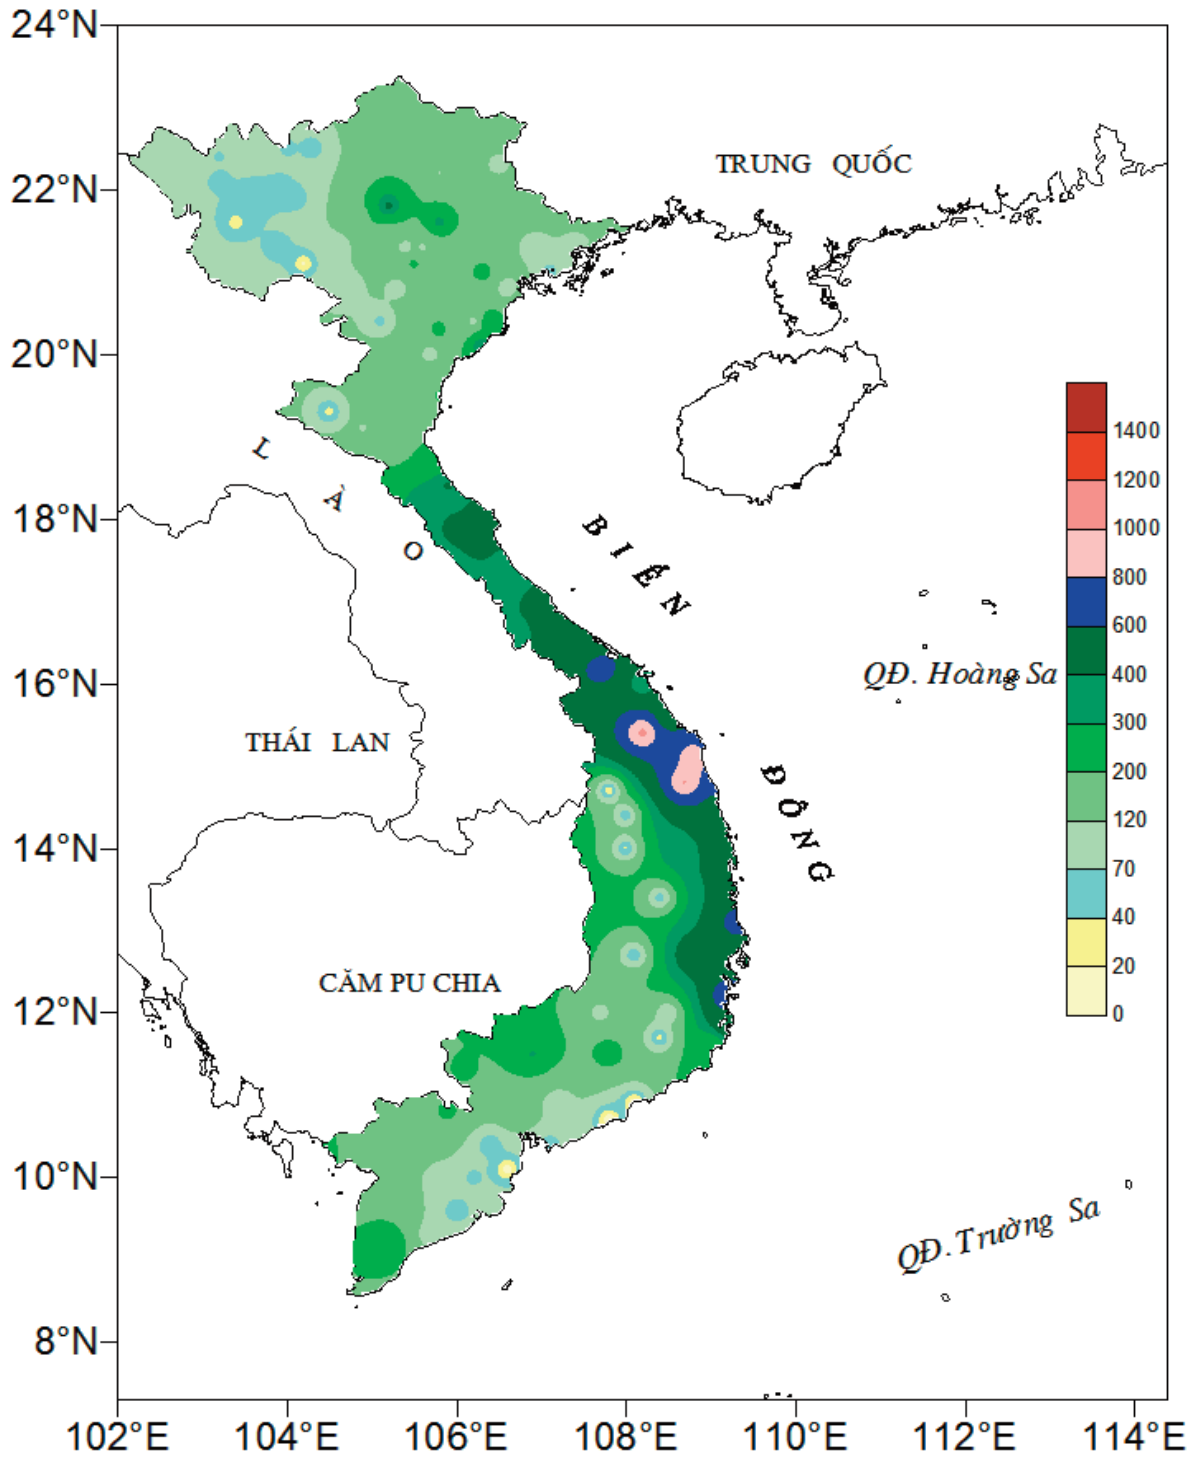 24°N
TRUNG QUỐC
22°N
20°N
1400
L
1200
À
18°N
BIỂN
1000
O
800
600
16°N
QĐ. Hoàng Sa
400
THÁI LAN
300
ĐÔNG
200
120
14°N
70
40
CĂM PU CHIA
20
12°N
0
10°N
QĐ. Trường Sa
8°N
102°E 104°E 106°E 108°E 110°E 112°E 114°E